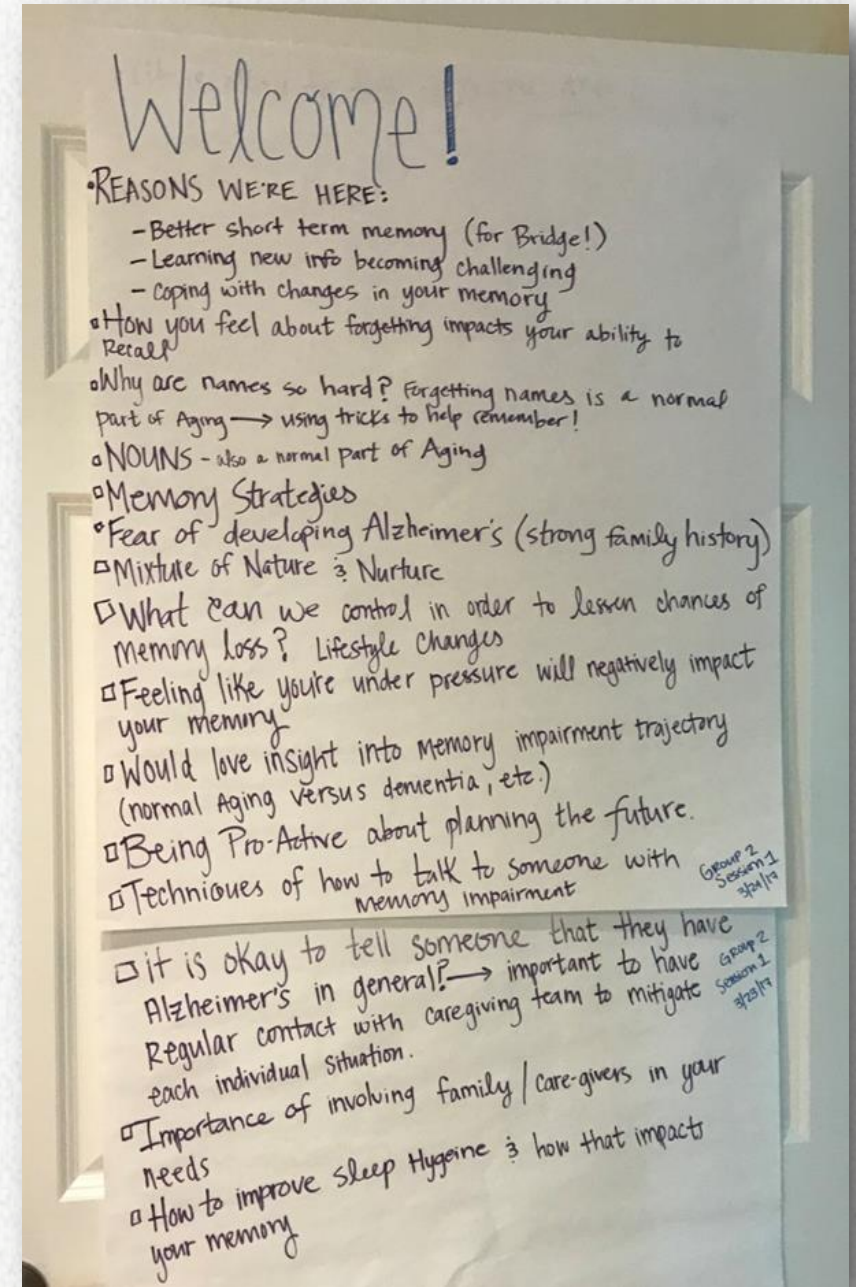 Welcome!
•REASONS WE'RE HERE:
-Better short term memory (for Bridge!)
-Learning new info becoming challenging
- Coping with changes in your memory
▫How you feel about forgetting impacts your ability to
Recall
▫Why are names so hard? Forgetting names is a normal
part of Aging → using tricks to help remember!
▫NOUNS - also a normal part of Aging
▫Memory Strategies
•Fear of developing Alzheimer's (strong family history)
▫Mixture of Nature & Nurture
▫What can we control in order to lessen chances of
memory loss? Lifestyle Changes
▫Feeling like you're under pressure will negatively impact
your memory
▫Would love insight into memory impairment trajectory
(normal Aging versus dementia, etc.)
▫Being Pro-Active about planning the future.
▫Techniques of how to talk to someone with
memory impairment
Group 2
Session 1
▫it is okay to tell someone that they have
Alzheimer's in general? → important to have
Regular contact with caregiving team to mitigate
each individual situation.
Group 2
Session 1
▫Importance of involving family / care-givers in your
needs
▫How to improve sleep Hygeine & how that impacts
your memory